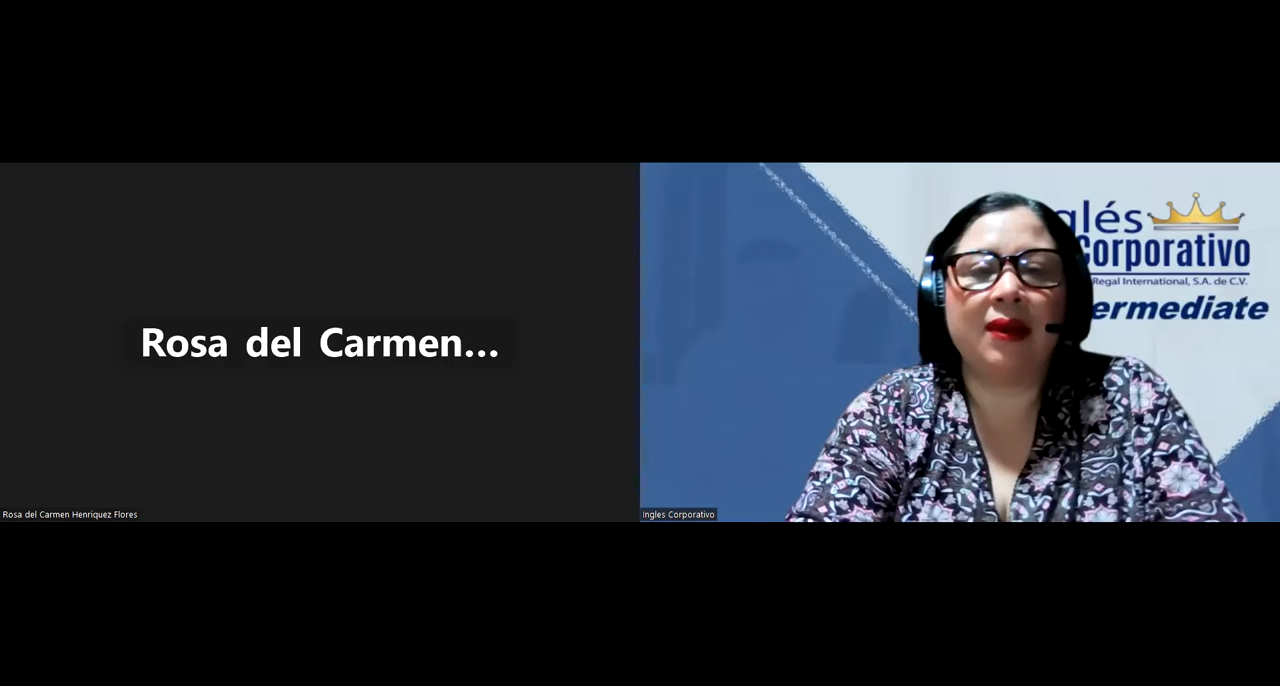 Rosa del Carmen...
Rosa del Carmen Henriquez Flores
glés
Corporativo
Regal International, S.A. de C.V.
ermediate
Ingles Corporativo